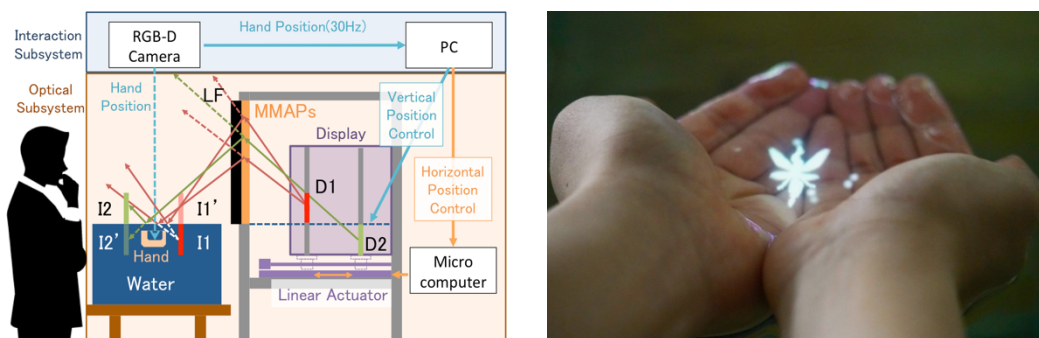 Interaction
Subsystem
RGB-D
Camera
Hand Position(30Hz)
PC
Optical
Subsystem
Hand
Position
LF
MMAPs
Vertical
Position
Control
Display
D1
Horizontal
Position
Control
I2
I1'
I2'
Hand
I1
D2
Water
Micro
computer
Linear Actuator